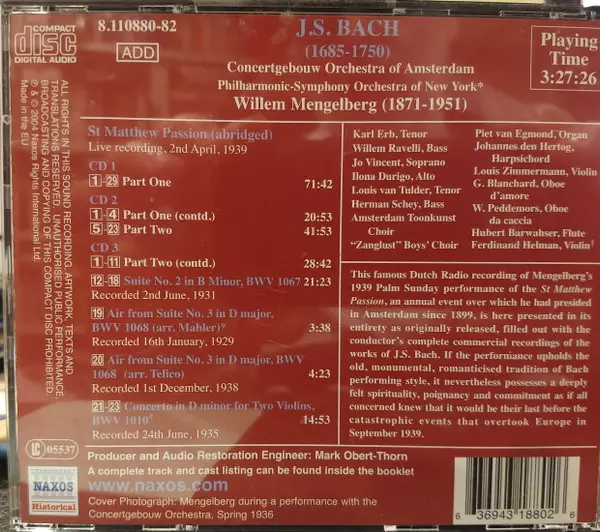 COMPACT
disc
DIGITAL AUDIO
8.110880-82
ADD
J.S. BACH
(1685-1750)
Concertgebouw Orchestra of Amsterdam
Philharmonic-Symphony Orchestra of New York*
Willem Mengelberg (1871-1951)
Playing
Time
3:27:26
ALL RIGHTS IN THIS SOUND RECORDING, ARTWORK, TEXTS AND
TRANSLATIONS RESERVED. UNAUTHORISED PUBLIC PERFORMANCE,
BROADCASTING AND COPYING OF THIS COMPACT DISC PROHIBITED.
℗ & © 2004 Naxos Rights International Ltd.
Made in the EU
St Matthew Passion (abridged)
Live recording, 2nd April, 1939
CD 1
1-29 Part One 71:42
CD 2
1-4 Part One (contd.) 20:53
5-23 Part Two 41:53
CD 3
1-11 Part Two (contd.) 28:42
12-18 Suite No. 2 in B Minor, BWV 1067 21:23
Recorded 2nd June, 1931
19 Air from Suite No. 3 in D major,
BWV 1068 (arr. Mahler)* 3:38
Recorded 16th January, 1929
20 Air from Suite No. 3 in D major, BWV
1068 (arr. Telico) 4:23
Recorded 1st December, 1938
21-23 Concerto in D minor for Two Violins,
BWV 1010‡ 14:53
Recorded 24th June, 1935
Karl Erb, Tenor
Willem Ravelli, Bass
Jo Vincent, Soprano
Ilona Durigo, Alto
Louis van Tulder, Tenor
Herman Schey, Bass
Amsterdam Toonkunst
Choir
“Zanglust” Boys’ Choir
Piet van Egmond, Organ
Johannes den Hertog,
Harpsichord
Louis Zimmermann, Violin
G. Blanchard, Oboe
d’amore
W. Peddemors, Oboe
da caccia
Hubert Barwahser, Flute
Ferdinand Helman, Violin‡
This famous Dutch Radio recording of Mengelberg’s
1939 Palm Sunday performance of the St Matthew
Passion, an annual event over which he had presided
in Amsterdam since 1899, is here presented in its
entirety as originally released, filled out with the
conductor’s complete commercial recordings of the
works of J.S. Bach. If the performance upholds the
old, monumental, romanticised tradition of Bach
performing style, it nevertheless possesses a deeply
felt spirituality, poignancy and commitment as if all
concerned knew that it would be their last before the
catastrophic events that overtook Europe in
September 1939.
LC 05537
NAXOS
Historical
Producer and Audio Restoration Engineer: Mark Obert-Thorn
A complete track and cast listing can be found inside the booklet
www.naxos.com
Cover Photograph: Mengelberg during a performance with the
Concertgebouw Orchestra, Spring 1936
6 36943 18802 6